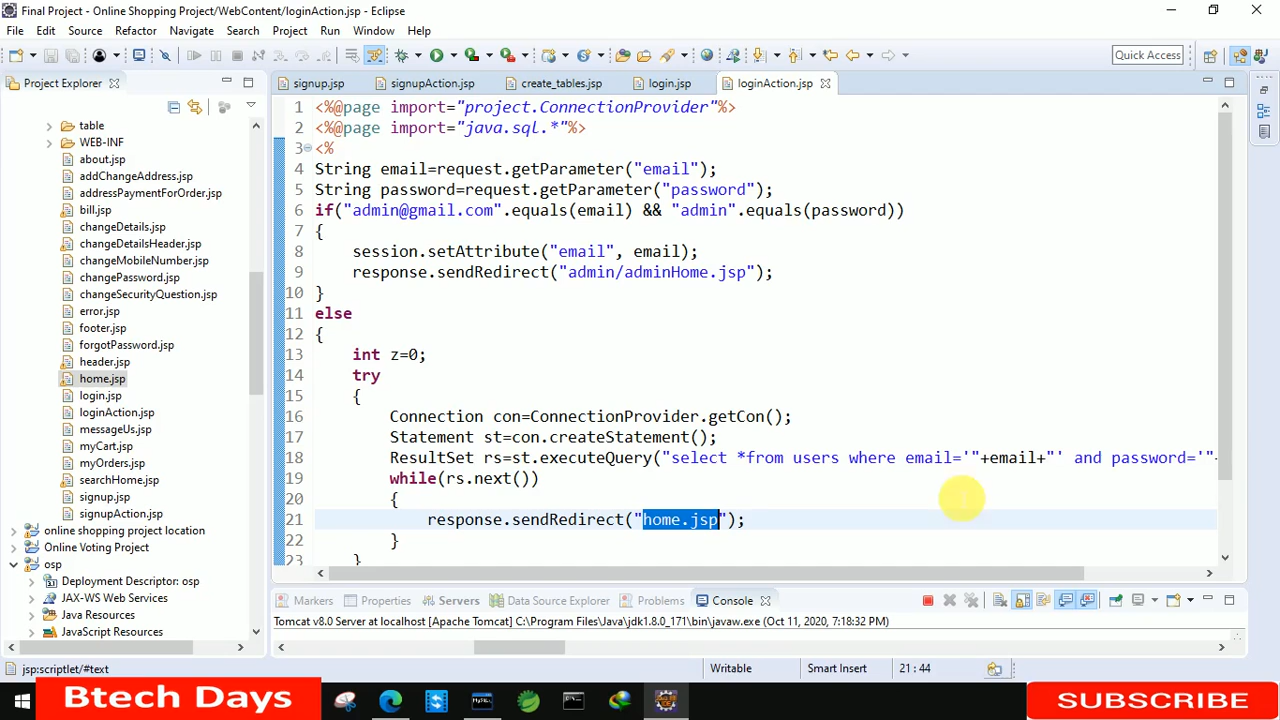 Final Project - Online Shopping Project/WebContent/loginAction.jsp - Eclipse
File Edit Source Refactor Navigate Search Project Run Window Help
Quick Access
Project Explorer
signup.jsp signupAction.jsp create_tables.jsp login.jsp loginAction.jsp
table
WEB-INF
about.jsp
addChangeAddress.jsp
addressPaymentForOrder.jsp
bill.jsp
changeDetails.jsp
changeDetailsHeader.jsp
changeMobileNumber.jsp
changePassword.jsp
changeSecurityQuestion.jsp
error.jsp
footer.jsp
forgotPassword.jsp
header.jsp
home.jsp
login.jsp
loginAction.jsp
messageUs.jsp
myCart.jsp
myOrders.jsp
searchHome.jsp
signup.jsp
signupAction.jsp
online shopping project location
Online Voting Project
osp
Deployment Descriptor: osp
JAX-WS Web Services
Java Resources
JavaScript Resources
1 <%@page import="project.ConnectionProvider"%>
2 <%@page import="java.sql.*"%>
3 <%
4 String email=request.getParameter("email");
5 String password=request.getParameter("password");
6 if("admin@gmail.com".equals(email) && "admin".equals(password))
7 {
8 session.setAttribute("email", email);
9 response.sendRedirect("admin/adminHome.jsp");
10 }
11 else
12 {
13 int z=0;
14 try
15 {
16 Connection con=ConnectionProvider.getCon();
17 Statement st=con.createStatement();
18 ResultSet rs=st.executeQuery("select *from users where email='"+email+"' and password='"+
19 while(rs.next())
20 {
21 response.sendRedirect("home.jsp");
22 }
23 }
Markers Properties Servers Data Source Explorer Problems Console
Tomcat v8.0 Server at localhost [Apache Tomcat] C:\Program Files\Java\jdk1.8.0_171\bin\javaw.exe (Oct 11, 2020, 7:18:32 PM)
jsp:scriptlet/#text
Writable
Smart Insert
21 : 44
Btech Days
SUBSCRIBE